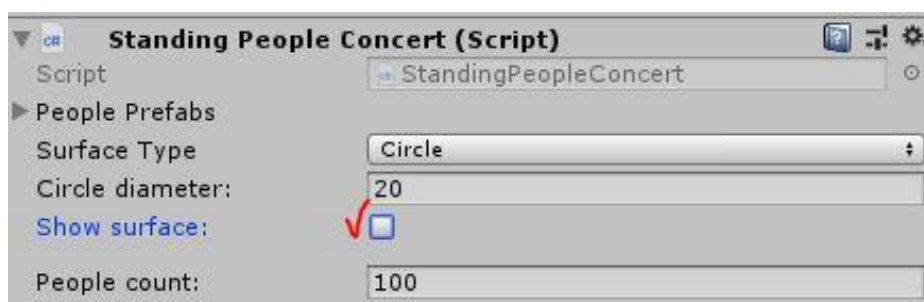 C# Standing People Concert (Script)
Script StandingPeopleConcert
People Prefabs
Surface Type Circle
Circle diameter: 20
Show surface:
People count: 100